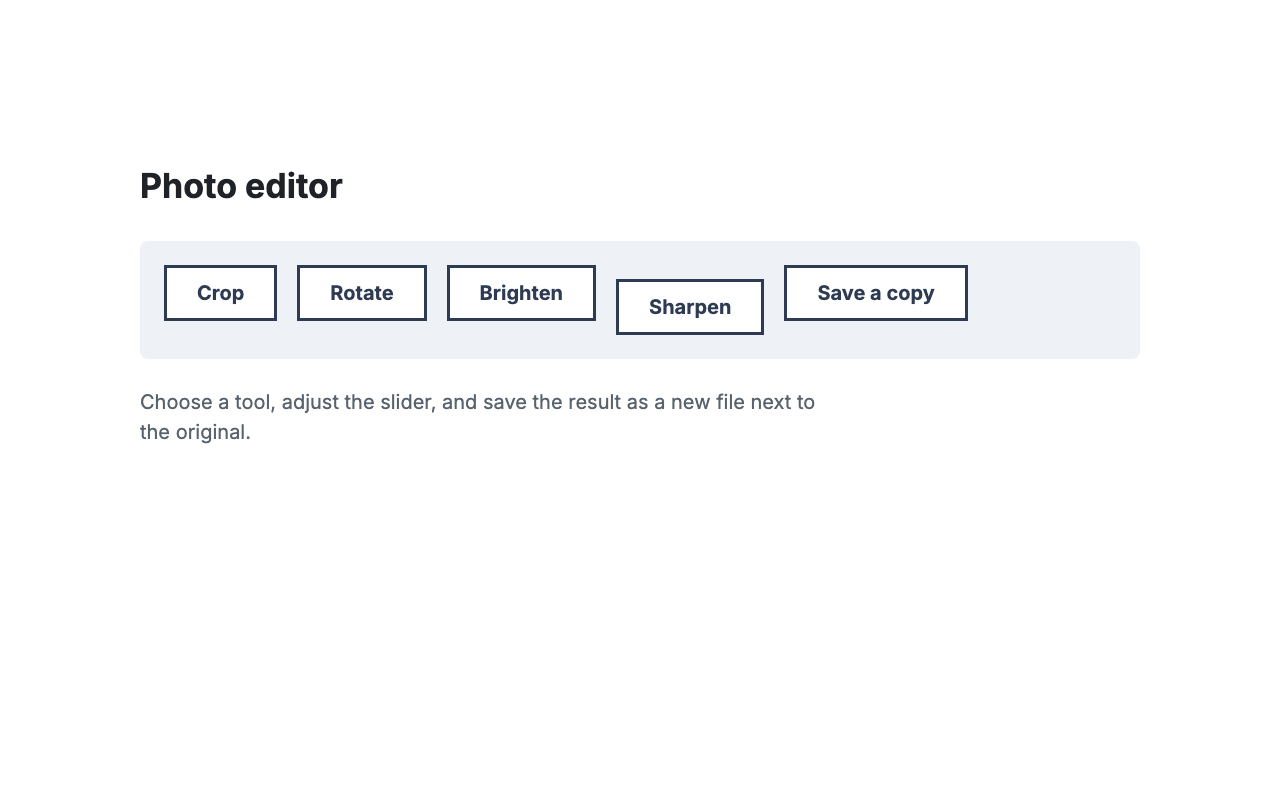 Photo editor
Crop
Rotate
Brighten
Sharpen
Save a copy
Choose a tool, adjust the slider, and save the result as a new file next to
the original.